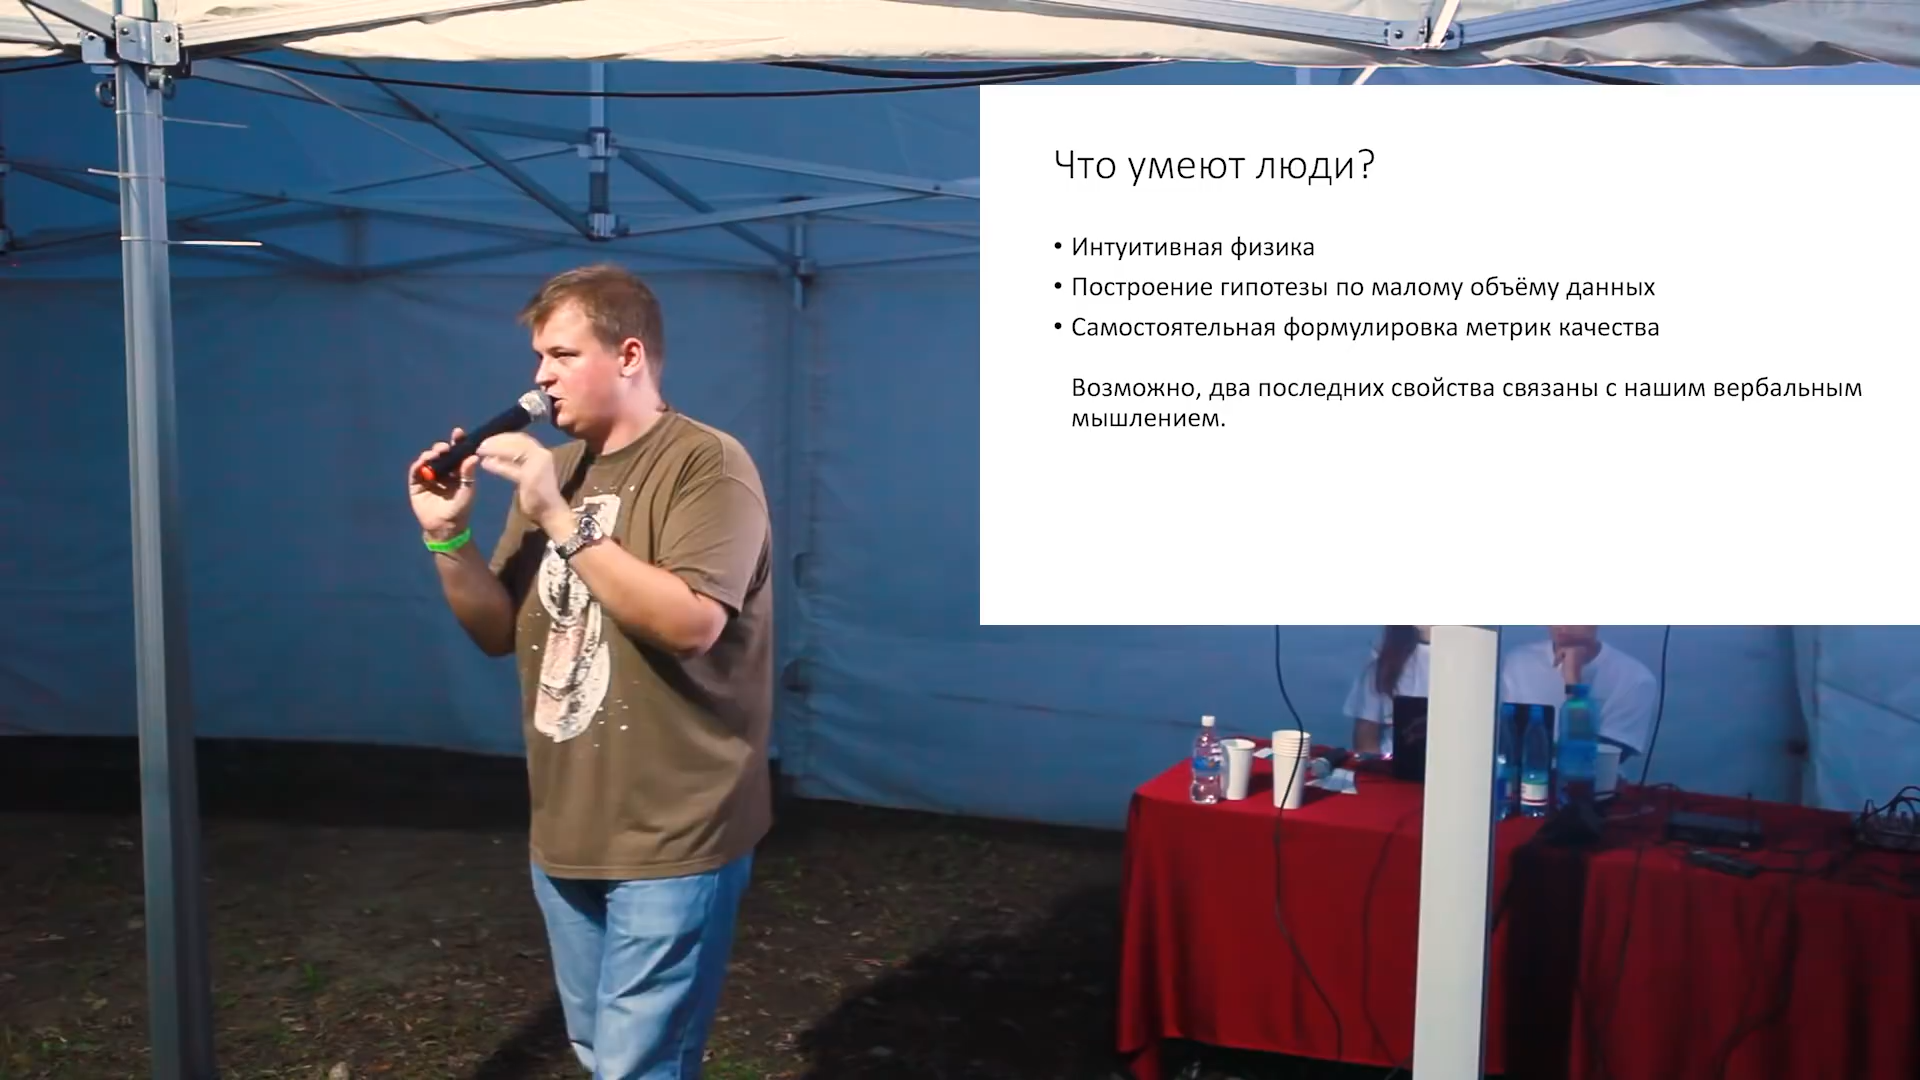 Что умеют люди?
• Интуитивная физика
• Построение гипотезы по малому объёму данных
• Самостоятельная формулировка метрик качества
Возможно, два последних свойства связаны с нашим вербальным
мышлением.